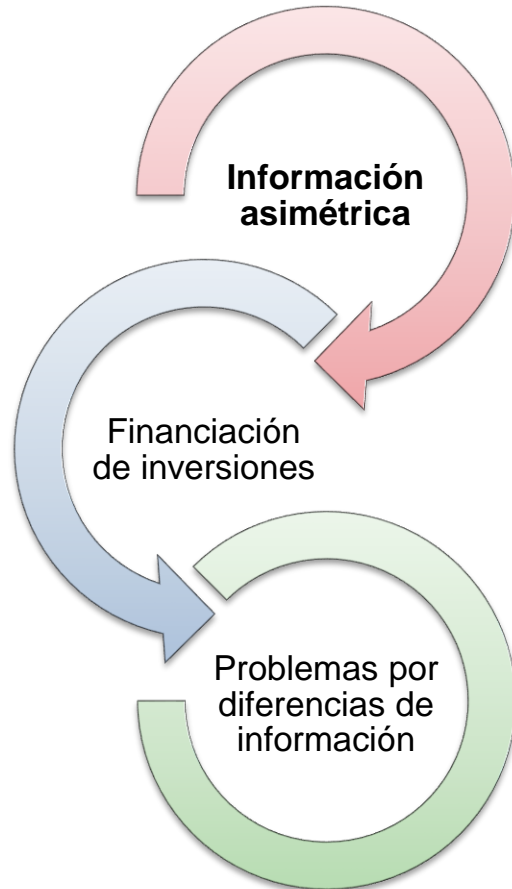 Información
asimétrica
Financiación
de inversiones
Problemas por
diferencias de
información